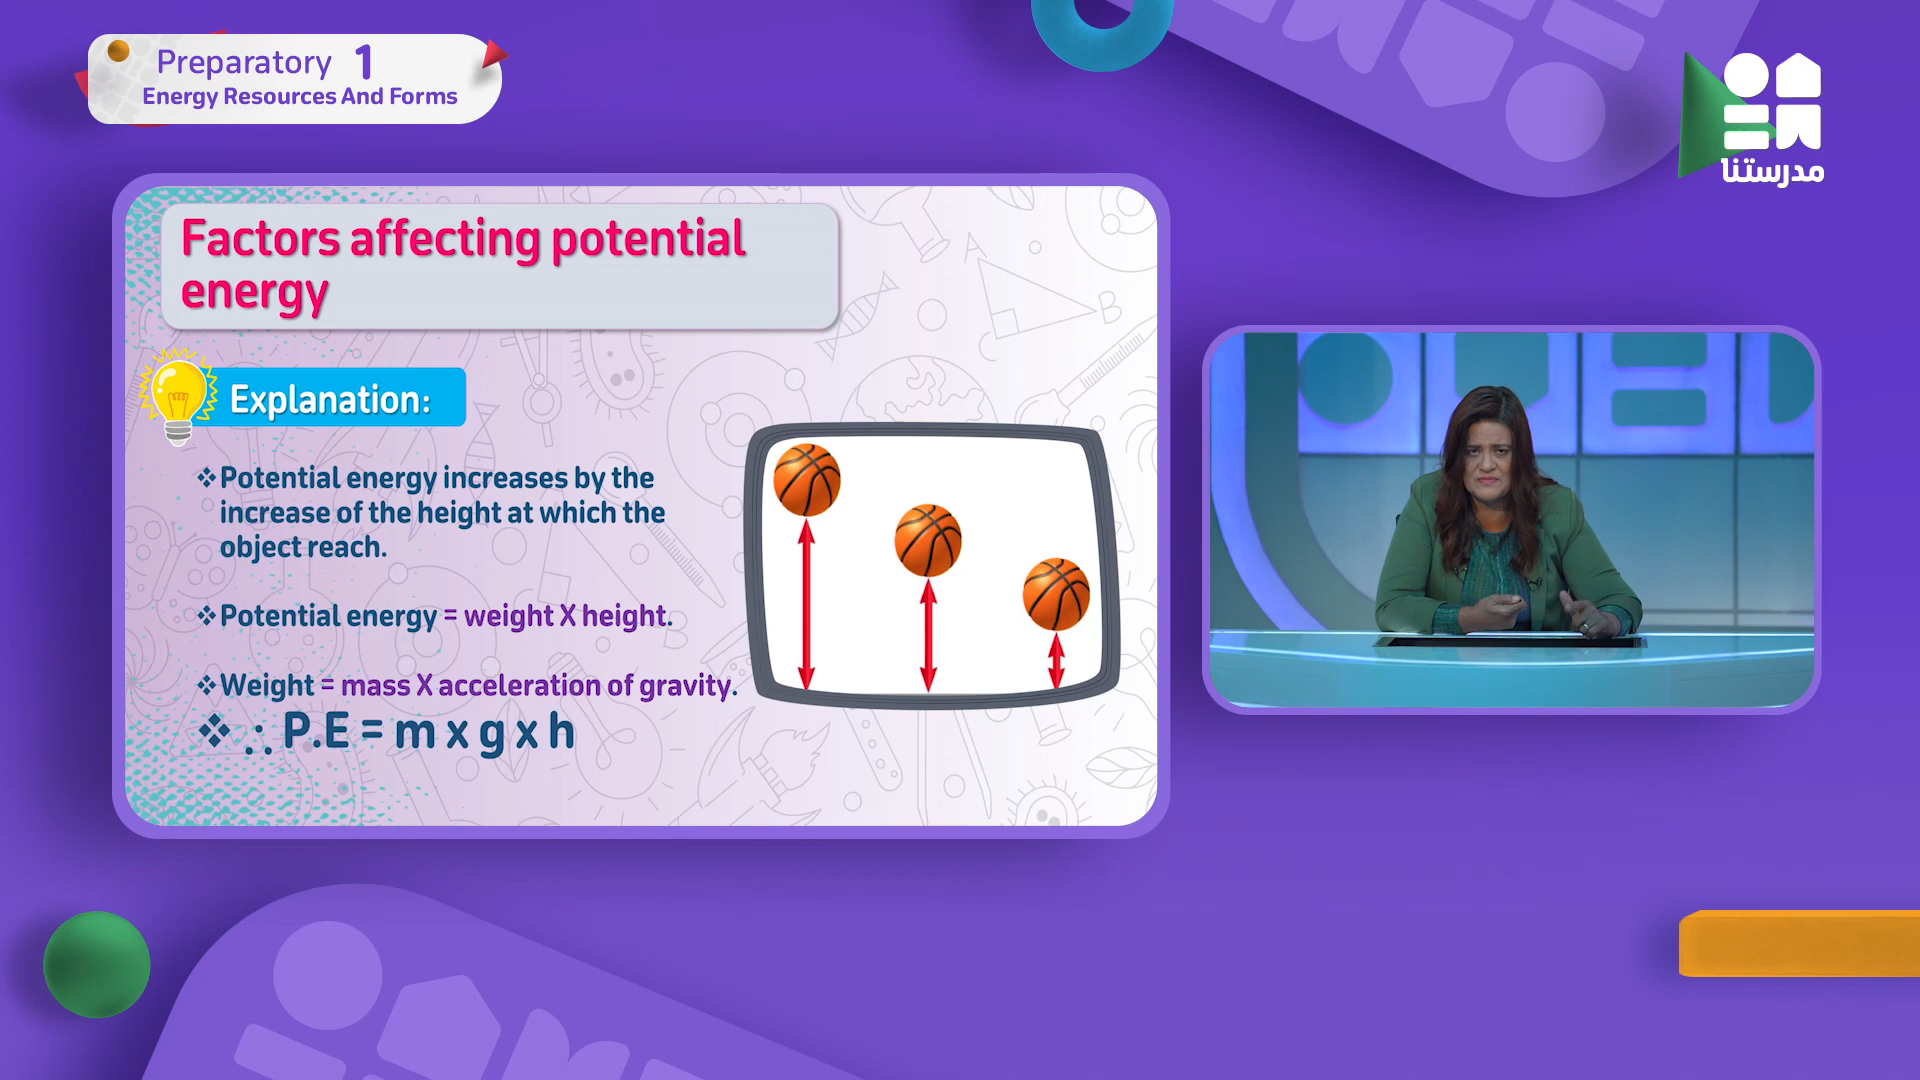 Preparatory 1
Energy Resources And Forms
مدرستنا
Factors affecting potential
energy
Explanation:
❖Potential energy increases by the
increase of the height at which the
object reach.
❖Potential energy = weight X height.
❖Weight = mass X acceleration of gravity.
❖ ∴ P.E = m x g x h
A
B